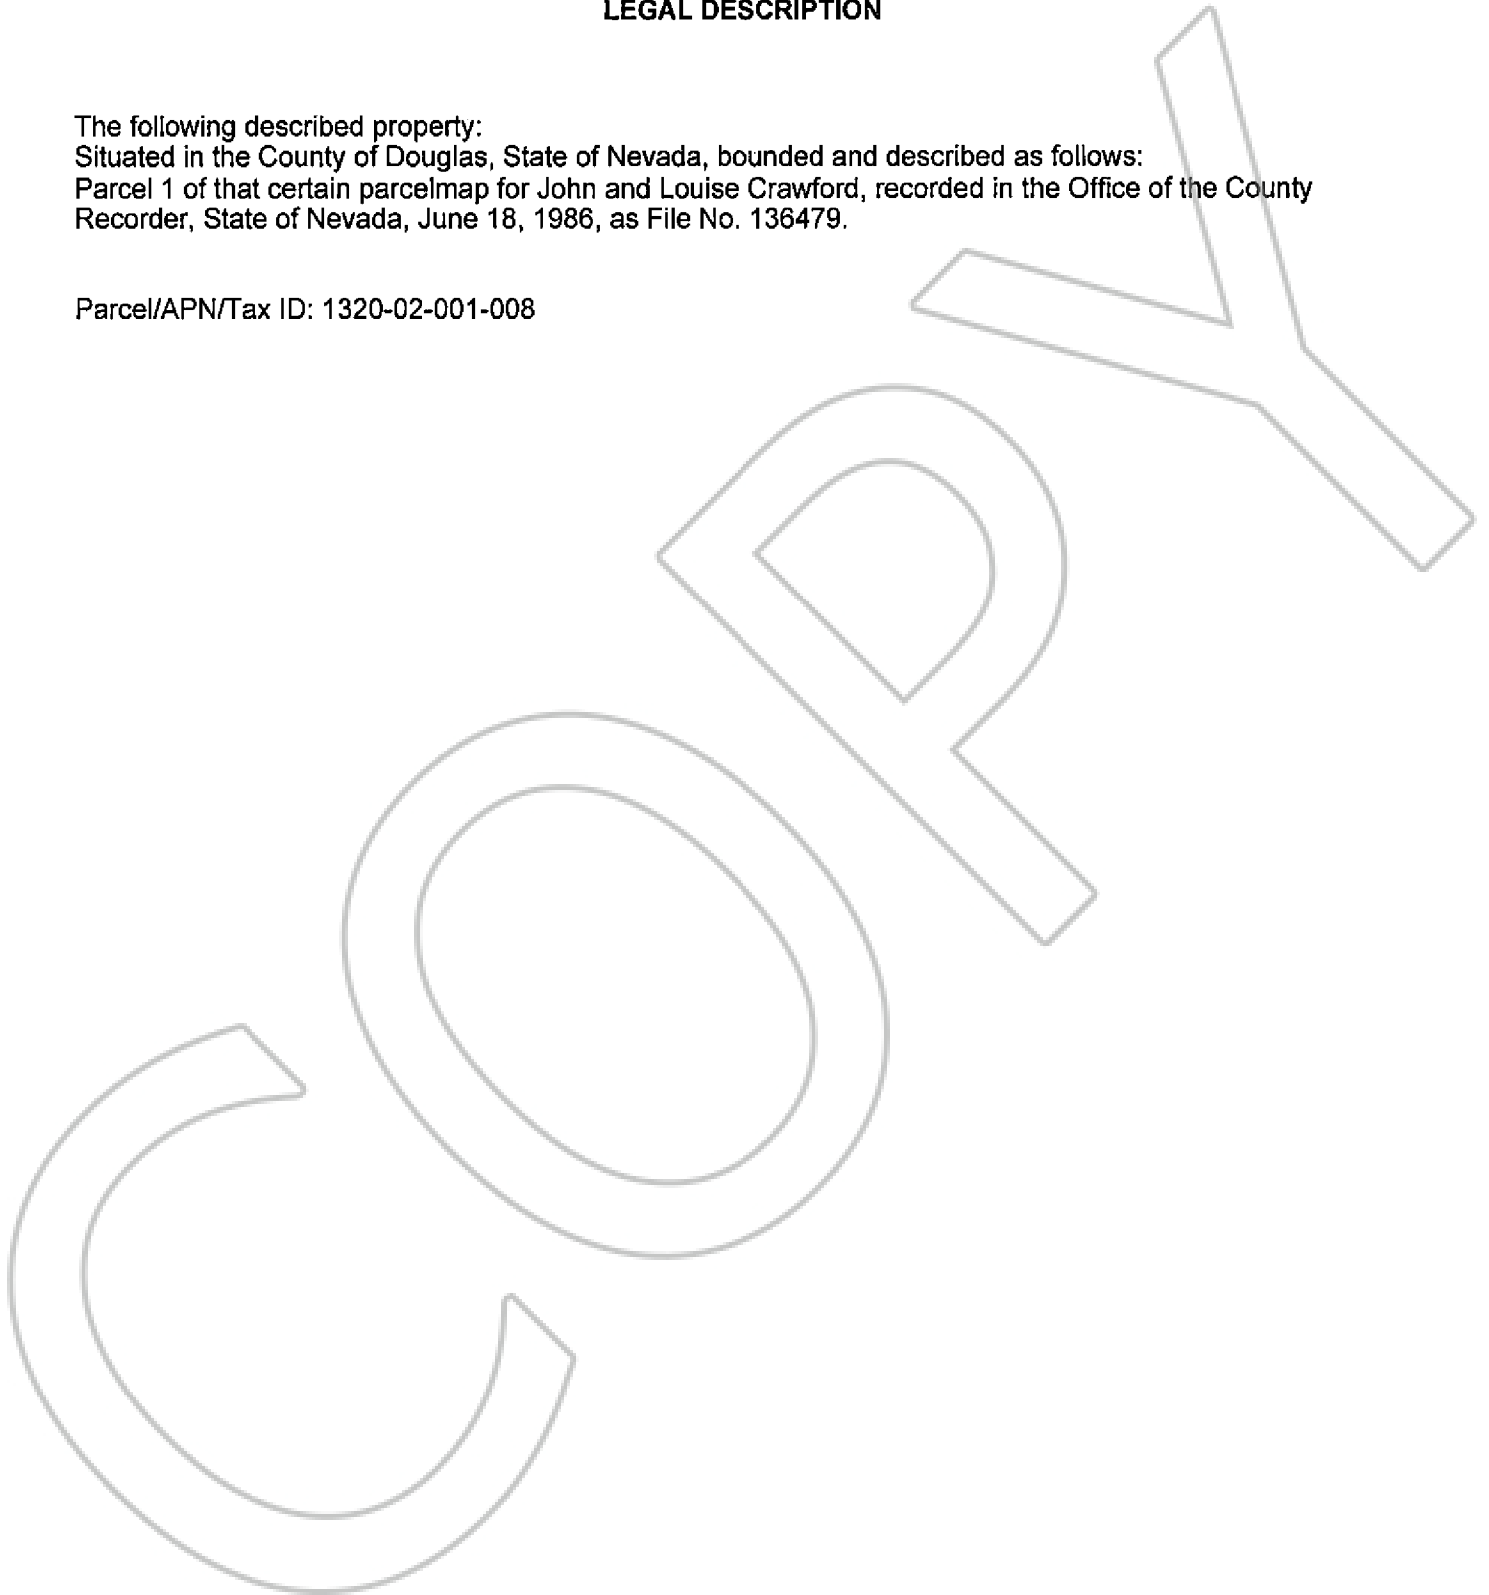 LEGAL DESCRIPTION
The following described property:
Situated in the County of Douglas, State of Nevada, bounded and described as follows:
Parcel 1 of that certain parcelmap for John and Louise Crawford, recorded in the Office of the County
Recorder, State of Nevada, June 18, 1986, as File No. 136479.
Parcel/APN/Tax ID: 1320-02-001-008
COPY